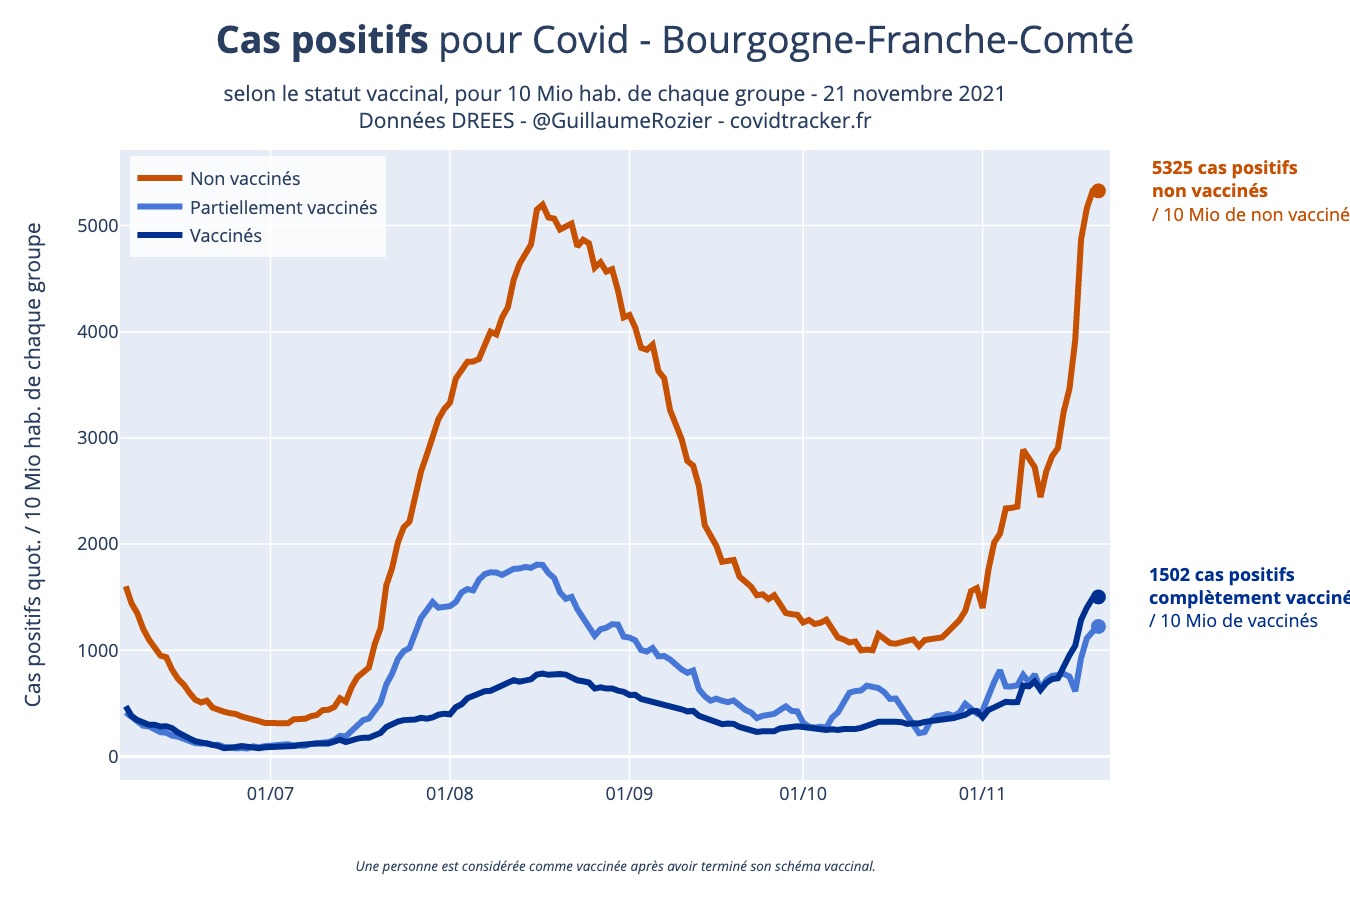 Cas positifs pour Covid - Bourgogne-Franche-Comté
selon le statut vaccinal, pour 10 Mio hab. de chaque groupe - 21 novembre 2021
Données DREES - @GuillaumeRozier - covidtracker.fr
Non vaccinés
Partiellement vaccinés
Vaccinés
Cas positifs quot. / 10 Mio hab. de chaque groupe
5000
4000
3000
2000
1000
0
01/07
01/08
01/09
01/10
01/11
5325 cas positifs
non vaccinés
/ 10 Mio de non vacciné
1502 cas positifs
complètement vacciné
/ 10 Mio de vaccinés
Une personne est considérée comme vaccinée après avoir terminé son schéma vaccinal.